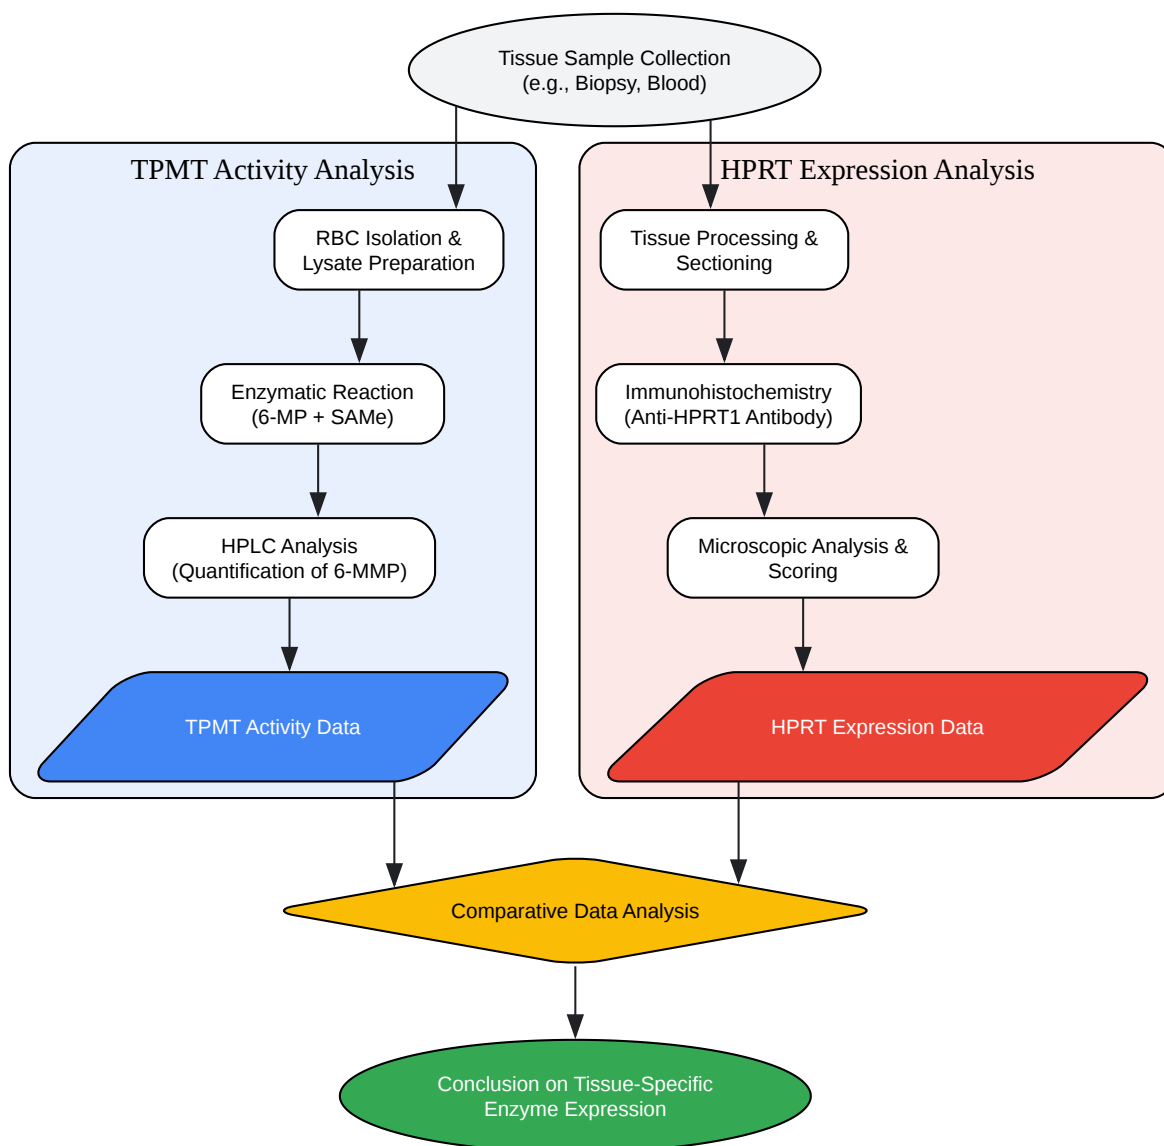 Tissue Sample Collection
(e.g., Biopsy, Blood)
TPMT Activity Analysis
RBC Isolation &
Lysate Preparation
Enzymatic Reaction
(6-MP + SAMe)
HPLC Analysis
(Quantification of 6-MMP)
TPMT Activity Data
HPRT Expression Analysis
Tissue Processing &
Sectioning
Immunohistochemistry
(Anti-HPRT1 Antibody)
Microscopic Analysis &
Scoring
HPRT Expression Data
Comparative Data Analysis
Conclusion on Tissue-Specific
Enzyme Expression